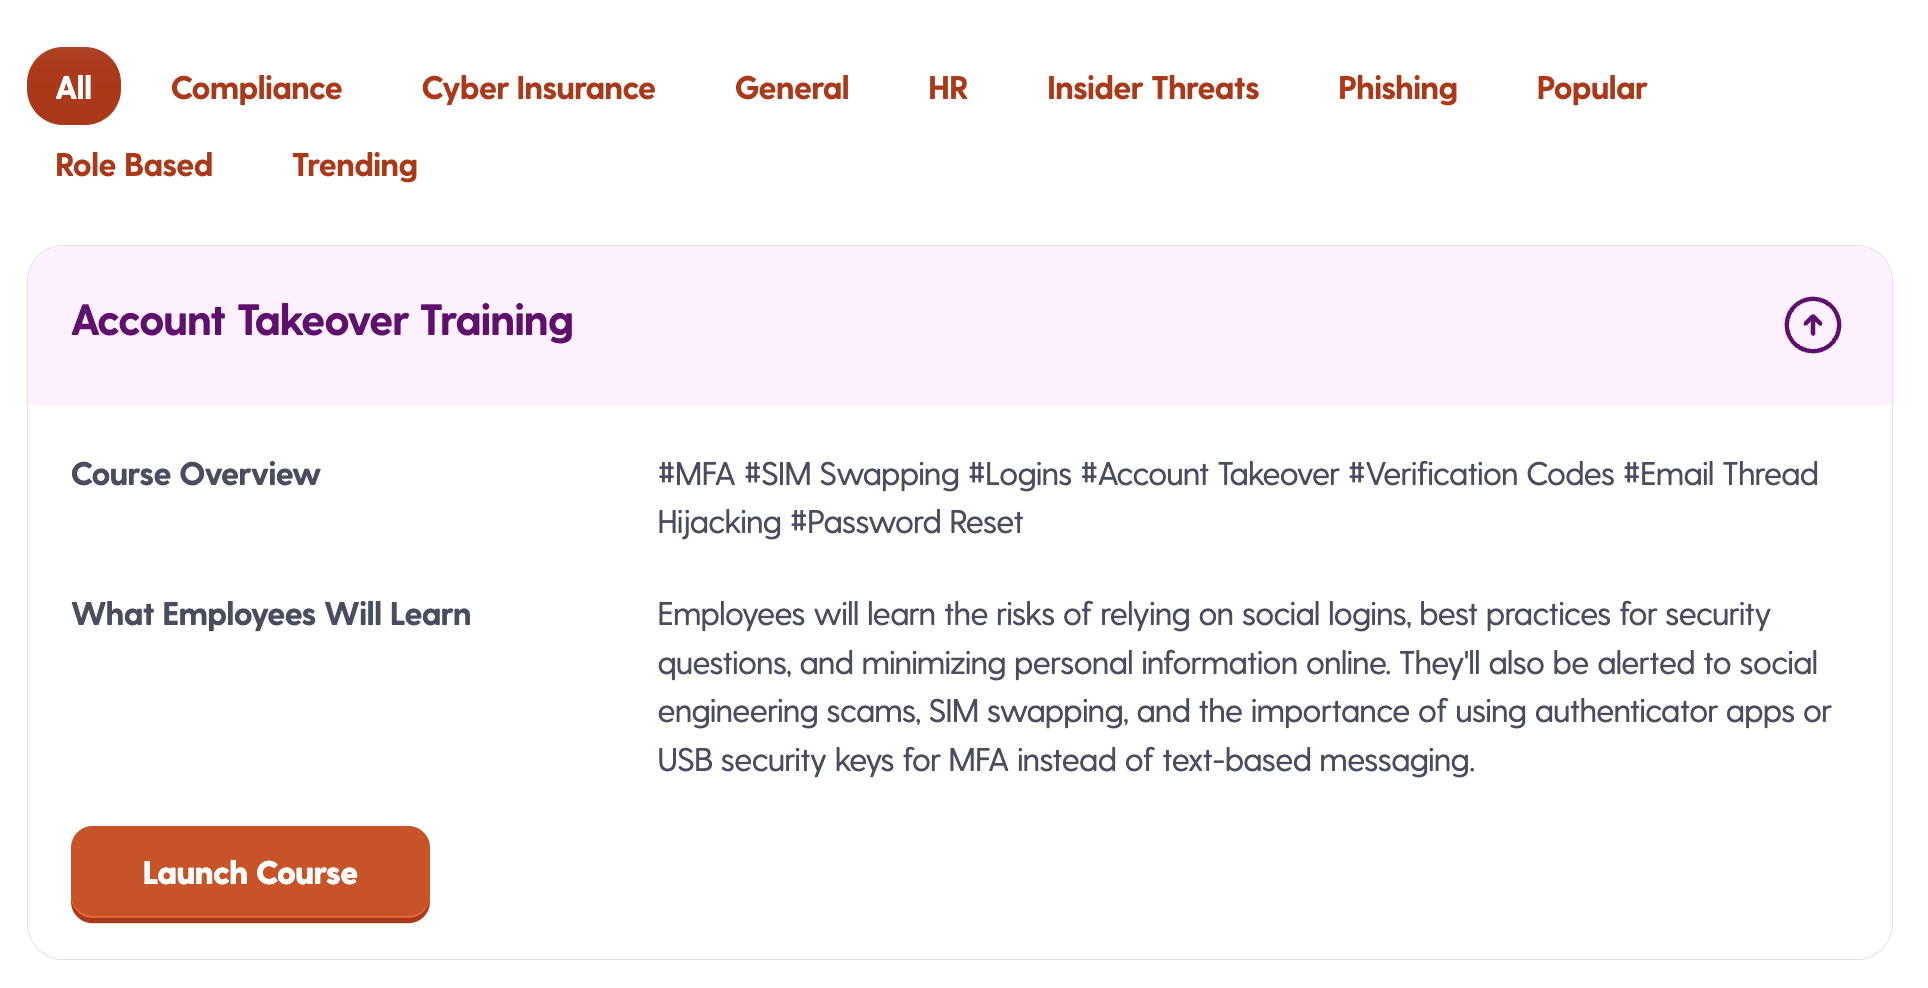 All Compliance Cyber Insurance General HR Insider Threats Phishing Popular
Role Based Trending
Account Takeover Training
Course Overview
#MFA #SIM Swapping #Logins #Account Takeover #Verification Codes #Email Thread
Hijacking #Password Reset
What Employees Will Learn
Employees will learn the risks of relying on social logins, best practices for security
questions, and minimizing personal information online. They'll also be alerted to social
engineering scams, SIM swapping, and the importance of using authenticator apps or
USB security keys for MFA instead of text-based messaging.
Launch Course